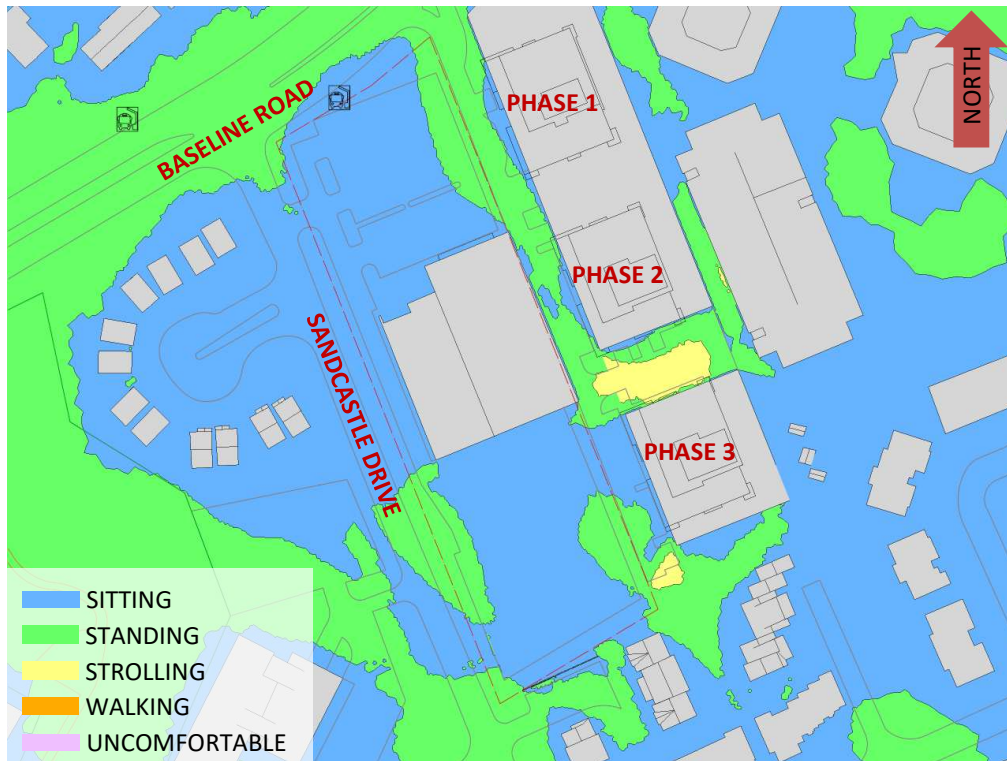 NORTH
PHASE 1
BASELINE ROAD
PHASE 2
SANDCASTLE DRIVE
PHASE 3
SITTING
STANDING
STROLLING
WALKING
UNCOMFORTABLE